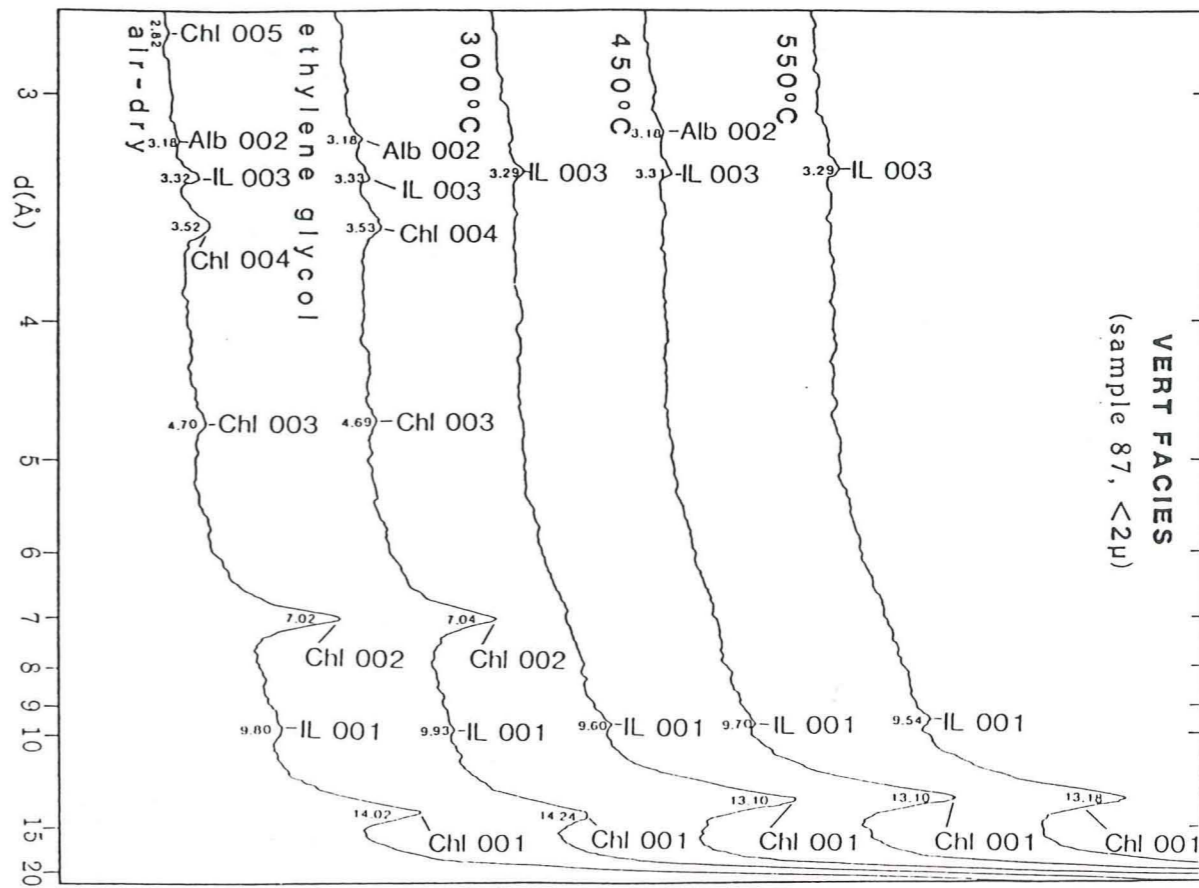 VERT FACIES
(sample 87, <2µ)
air-dry
2.82 Chl 005
3.18 Alb 002
3.32 IL 003
3.52 Chl 004
4.70 Chl 003
7.02 Chl 002
9.80 IL 001
14.02 Chl 001
ethylene glycol
3.18 Alb 002
3.33 IL 003
3.53 Chl 004
4.69 Chl 003
7.04 Chl 002
9.93 IL 001
14.24 Chl 001
300°C
3.29 IL 003
9.60 IL 001
13.10 Chl 001
450°C
3.18 Alb 002
3.31 IL 003
9.70 IL 001
13.10 Chl 001
550°C
3.29 IL 003
9.54 IL 001
13.18 Chl 001
d(Å)
3
4
5
6
7
8
9
10
15
20